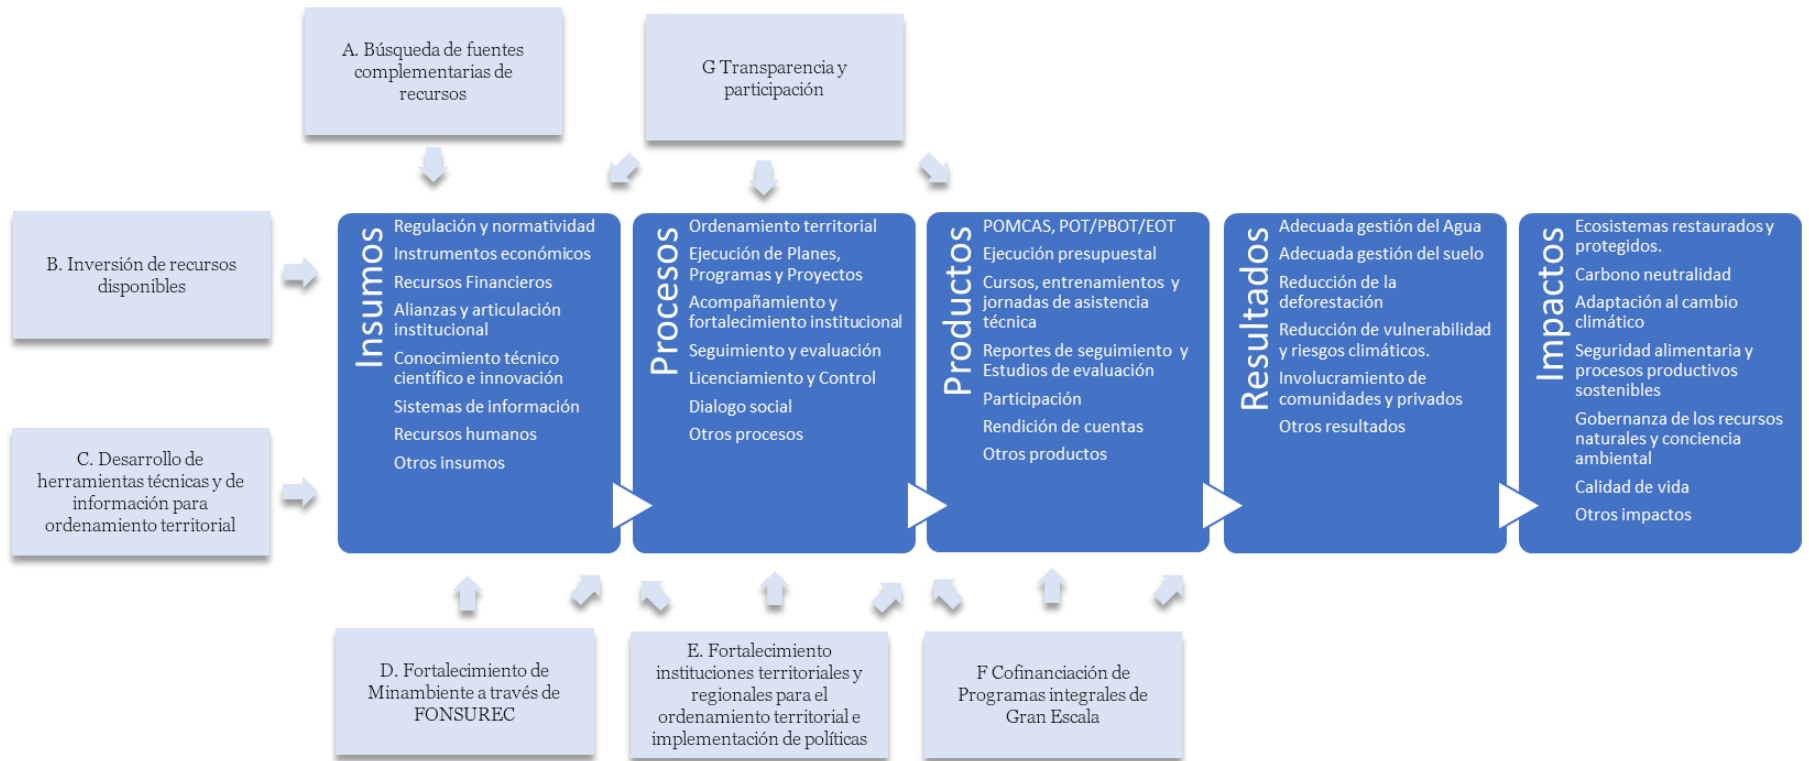 A. Búsqueda de fuentes
complementarias de
recursos
G Transparencia y
participación
B. Inversión de recursos
disponibles
C. Desarrollo de
herramientas técnicas y de
información para
ordenamiento territorial
Insumos
Regulación y normatividad
Instrumentos económicos
Recursos Financieros
Alianzas y articulación
institucional
Conocimiento técnico
científico e innovación
Sistemas de información
Recursos humanos
Otros insumos
Procesos
Ordenamiento territorial
Ejecución de Planes,
Programas y Proyectos
Acompañamiento y
fortalecimiento institucional
Seguimiento y evaluación
Licenciamiento y Control
Dialogo social
Otros procesos
Productos
POMCAS, POT/PBOT/EOT
Ejecución presupuestal
Cursos, entrenamientos y
jornadas de asistencia
técnica
Reportes de seguimiento y
Estudios de evaluación
Participación
Rendición de cuentas
Otros productos
Resultados
Adecuada gestión del Agua
Adecuada gestión del suelo
Reducción de la
deforestación
Reducción de vulnerabilidad
y riesgos climáticos.
Involucramiento de
comunidades y privados
Otros resultados
Impactos
Ecosistemas restaurados y
protegidos.
Carbono neutralidad
Adaptación al cambio
climático
Seguridad alimentaria y
procesos productivos
sostenibles
Gobernanza de los recursos
naturales y conciencia
ambiental
Calidad de vida
Otros impactos
D. Fortalecimiento de
Minambiente a través de
FONSUREC
E. Fortalecimiento
instituciones territoriales y
regionales para el
ordenamiento territorial e
implementación de políticas
F Cofinanciación de
Programas integrales de
Gran Escala